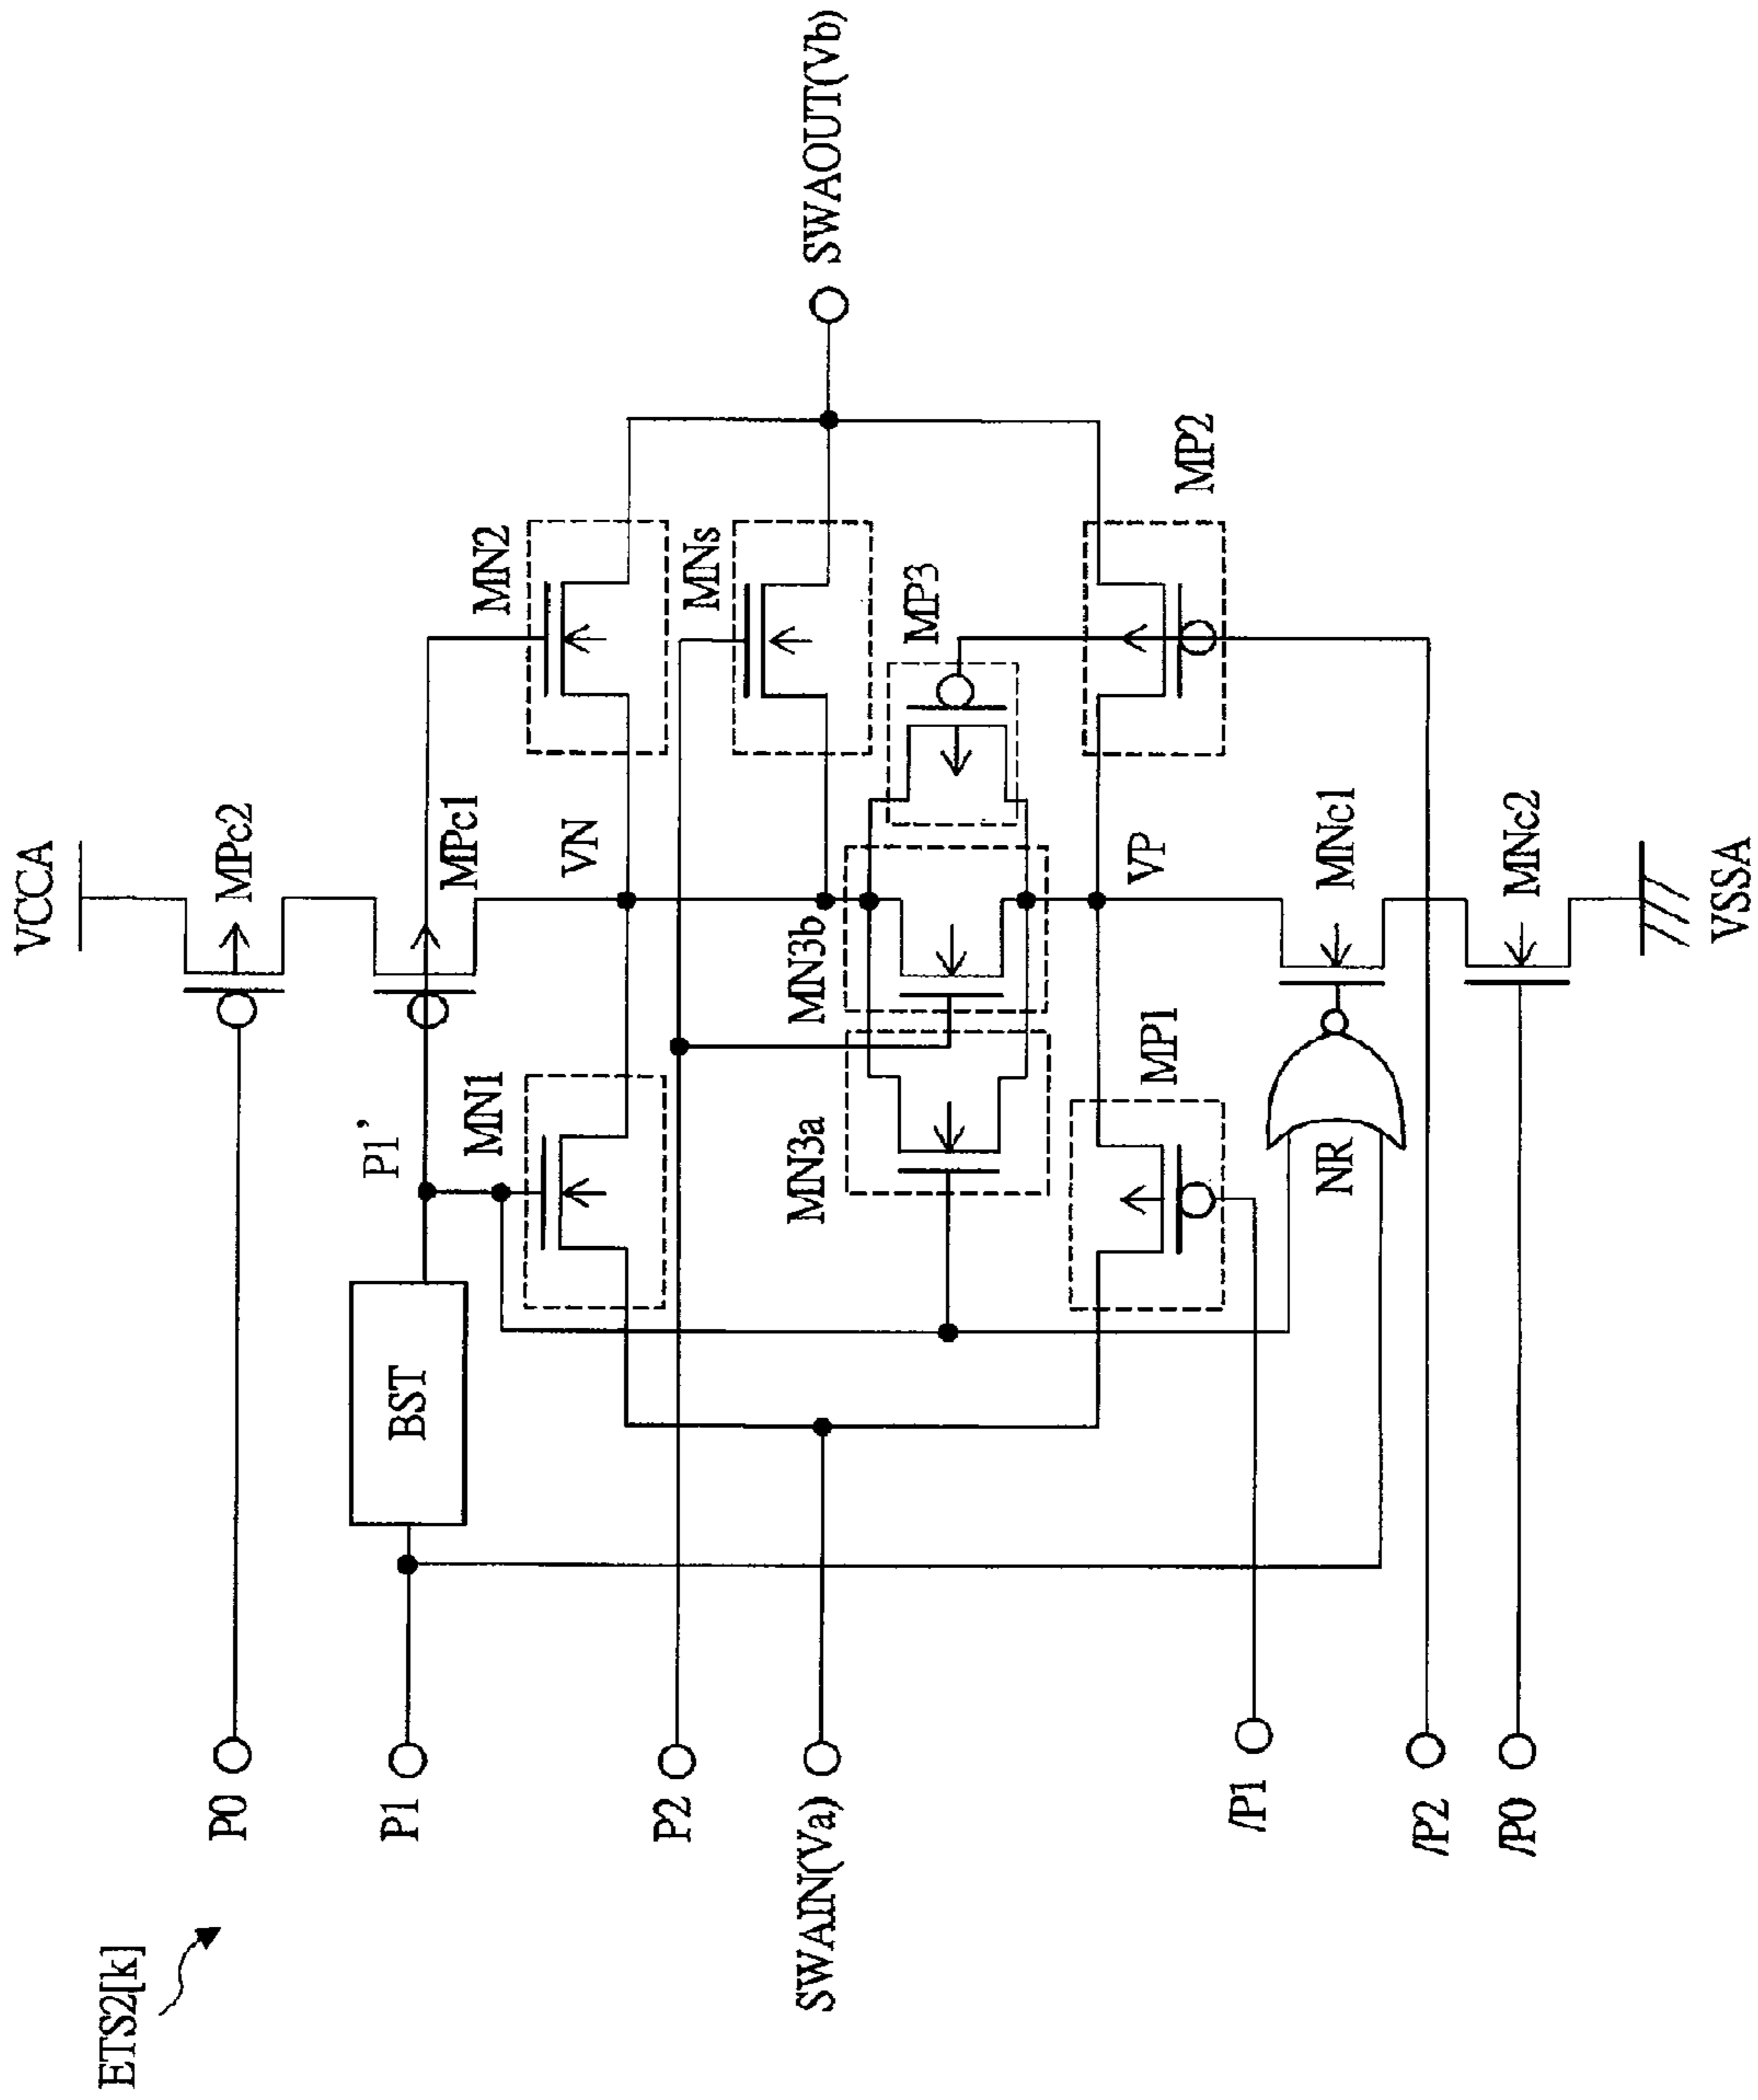 ETS2[k]
VCCA
P0
MPc2
P1
BST
P1'
MPc1
MN1
MN2
VN
P2
MNs
SWAIN(Va)
SWAOUT(Vb)
MN3a
MN3b
MP3
MP1
VP
MP2
/P1
NR
MNc1
/P2
/P0
MNc2
VSSA